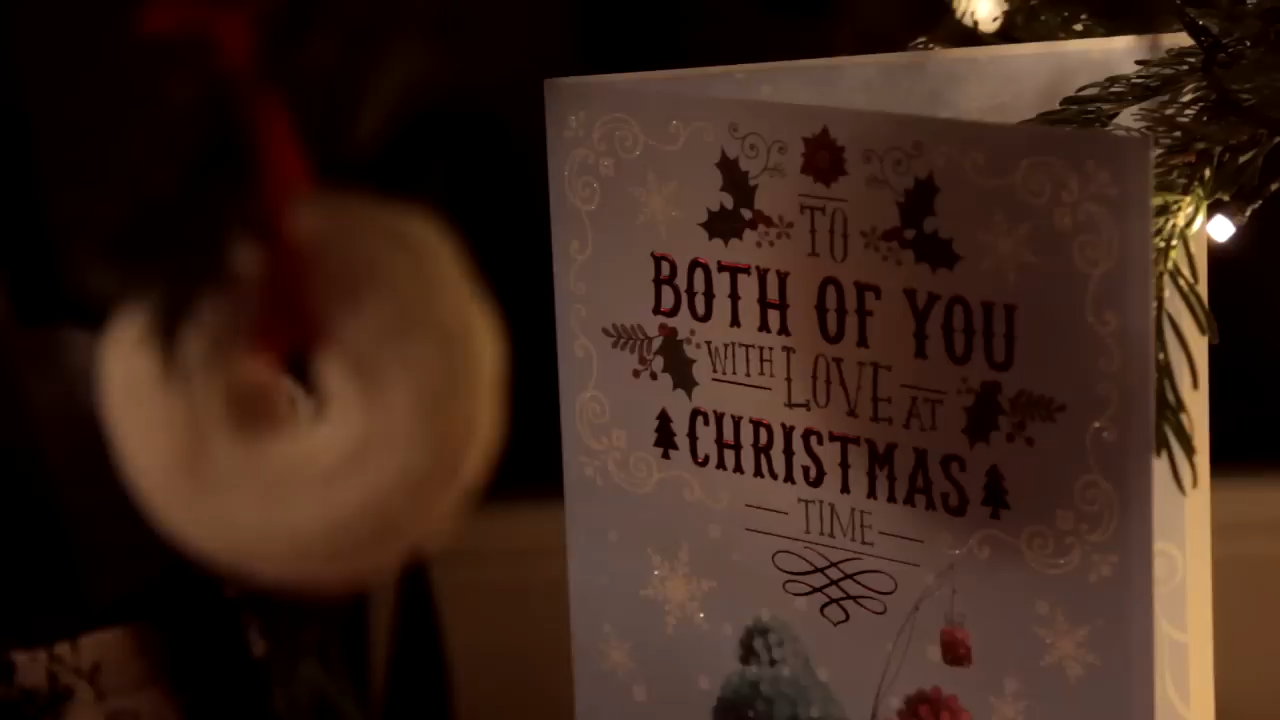 TO
BOTH OF YOU
WITH LOVE AT
CHRISTMAS
TIME